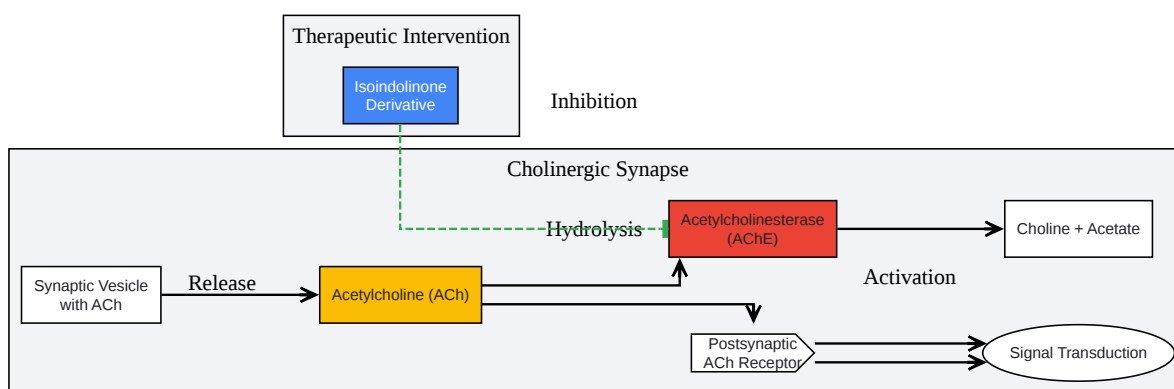 Therapeutic Intervention
Isoindolinone
Derivative
Inhibition
Cholinergic Synapse
Hydrolysis
Acetylcholinesterase
(AChE)
Choline + Acetate
Synaptic Vesicle
with ACh
Release
Acetylcholine (ACh)
Activation
Postsynaptic
ACh Receptor
Signal Transduction